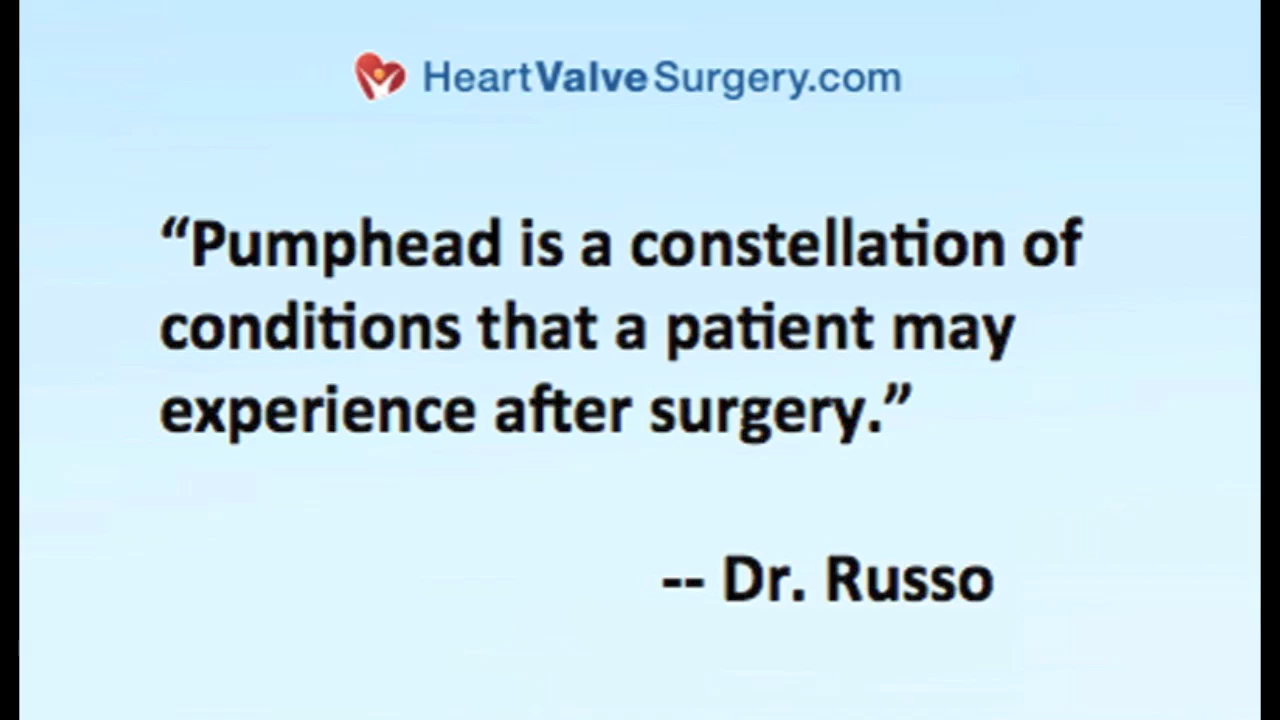 HeartValveSurgery.com
“Pumphead is a constellation of
conditions that a patient may
experience after surgery.”
-- Dr. Russo